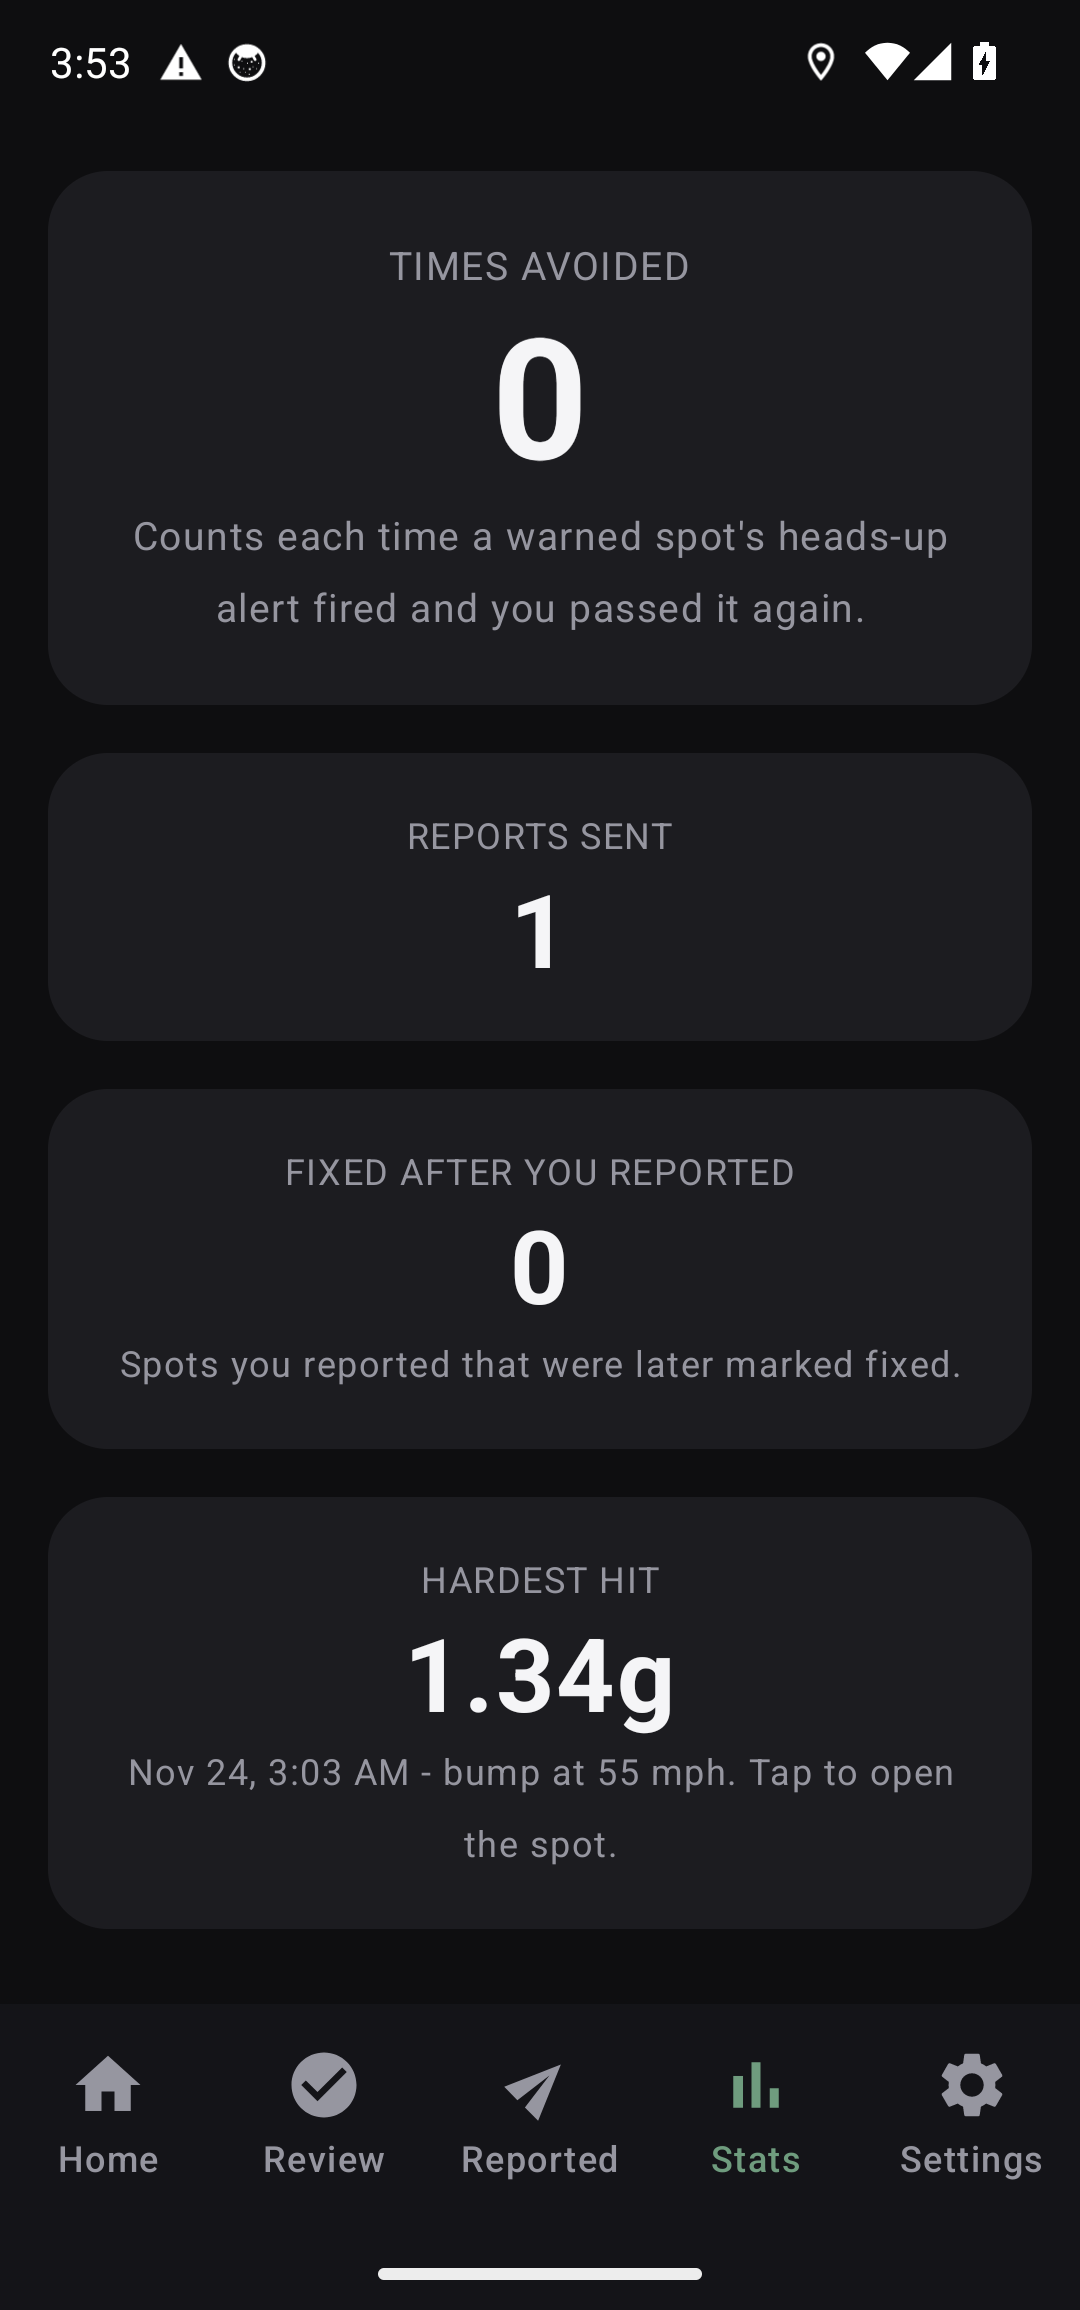 3:53
TIMES AVOIDED
0
Counts each time a warned spot's heads-up
alert fired and you passed it again.
REPORTS SENT
1
FIXED AFTER YOU REPORTED
0
Spots you reported that were later marked fixed.
HARDEST HIT
1.34g
Nov 24, 3:03 AM - bump at 55 mph. Tap to open
the spot.
Home Review Reported Stats Settings